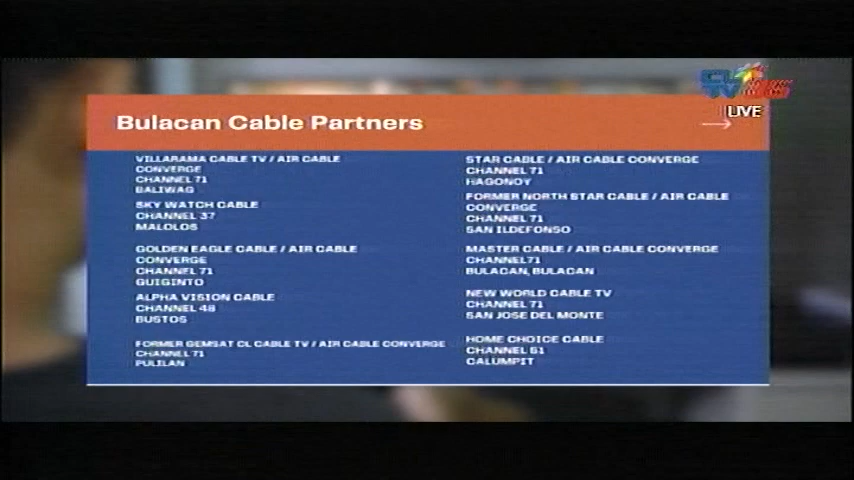 CLTV 36
LIVE
Bulacan Cable Partners
VILLARAMA CABLE TV / AIR CABLE
CONVERGE
CHANNEL 71
BALIWAG
SKY WATCH CABLE
CHANNEL 37
MALOLOS
GOLDEN EAGLE CABLE / AIR CABLE
CONVERGE
CHANNEL 71
GUIGINTO
ALPHA VISION CABLE
CHANNEL 48
BUSTOS
FORMER GEMSAT CL CABLE TV / AIR CABLE CONVERGE
CHANNEL 71
PULILAN
STAR CABLE / AIR CABLE CONVERGE
CHANNEL 71
HAGONOY
FORMER NORTH STAR CABLE / AIR CABLE
CONVERGE
CHANNEL 71
SAN ILDEFONSO
MASTER CABLE / AIR CABLE CONVERGE
CHANNEL71
BULACAN, BULACAN
NEW WORLD CABLE TV
CHANNEL 71
SAN JOSE DEL MONTE
HOME CHOICE CABLE
CHANNEL 61
CALUMPIT